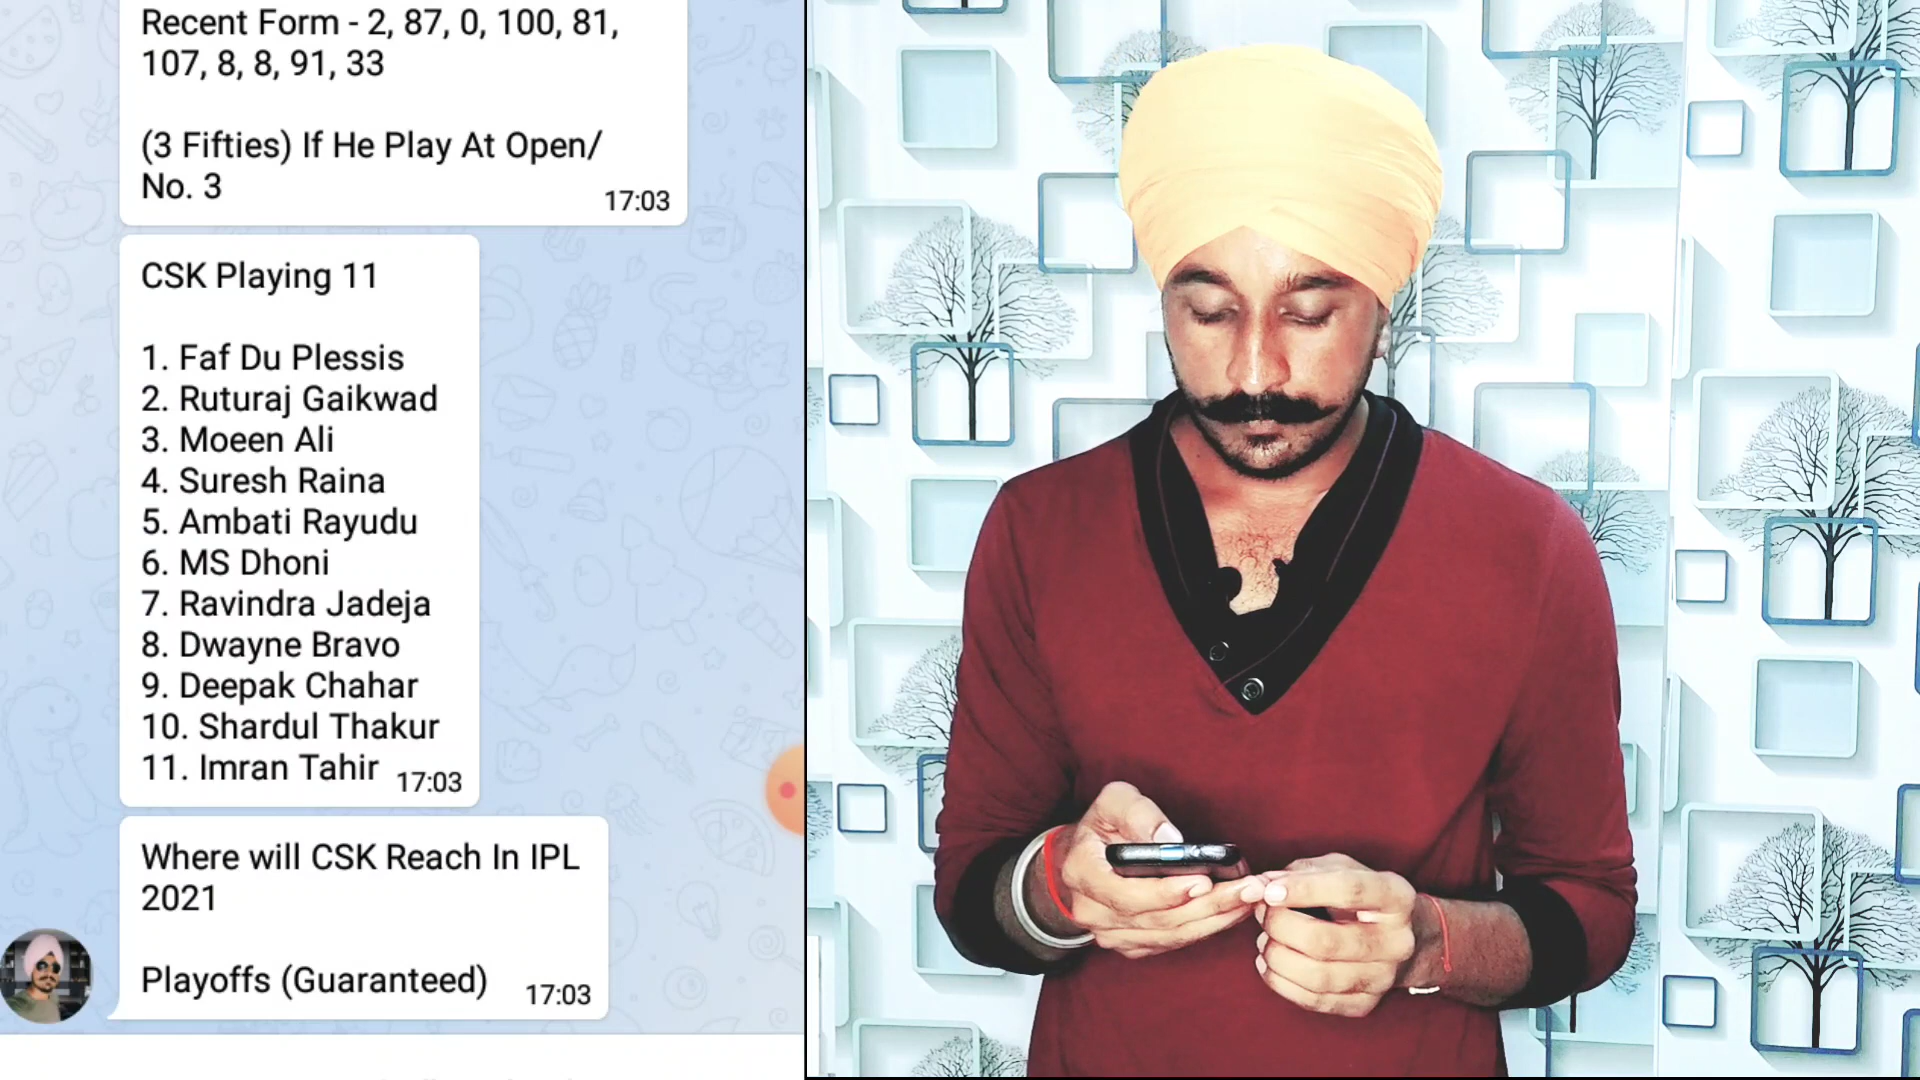 Recent Form - 2, 87, 0, 100, 81,
107, 8, 8, 91, 33
(3 Fifties) If He Play At Open/
No. 3
17:03
CSK Playing 11
1. Faf Du Plessis
2. Ruturaj Gaikwad
3. Moeen Ali
4. Suresh Raina
5. Ambati Rayudu
6. MS Dhoni
7. Ravindra Jadeja
8. Dwayne Bravo
9. Deepak Chahar
10. Shardul Thakur
11. Imran Tahir
17:03
Where will CSK Reach In IPL
2021
Playoffs (Guaranteed)
17:03